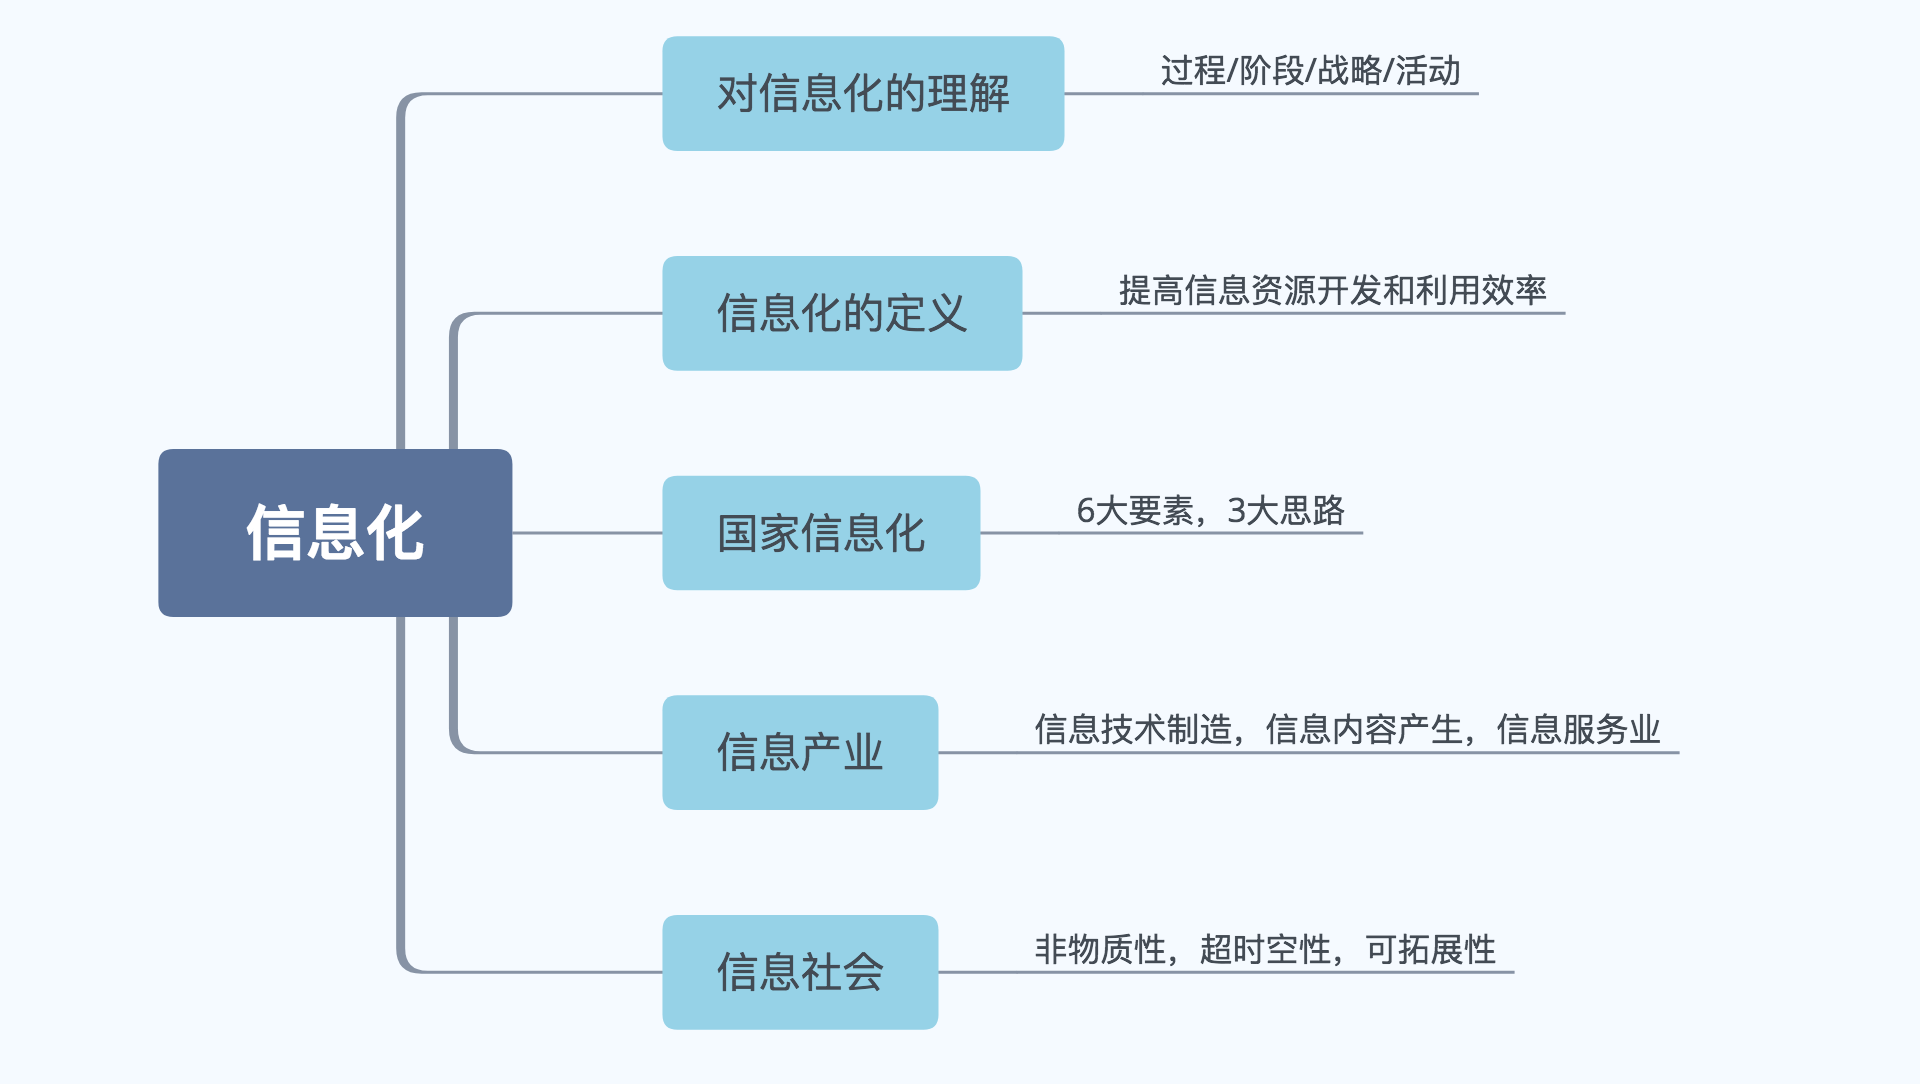 对信息化的理解
过程/阶段/战略/活动
信息化的定义
提高信息资源开发和利用效率
信息化
国家信息化
6大要素，3大思路
信息产业
信息技术制造，信息内容产生，信息服务业
信息社会
非物质性，超时空性，可拓展性